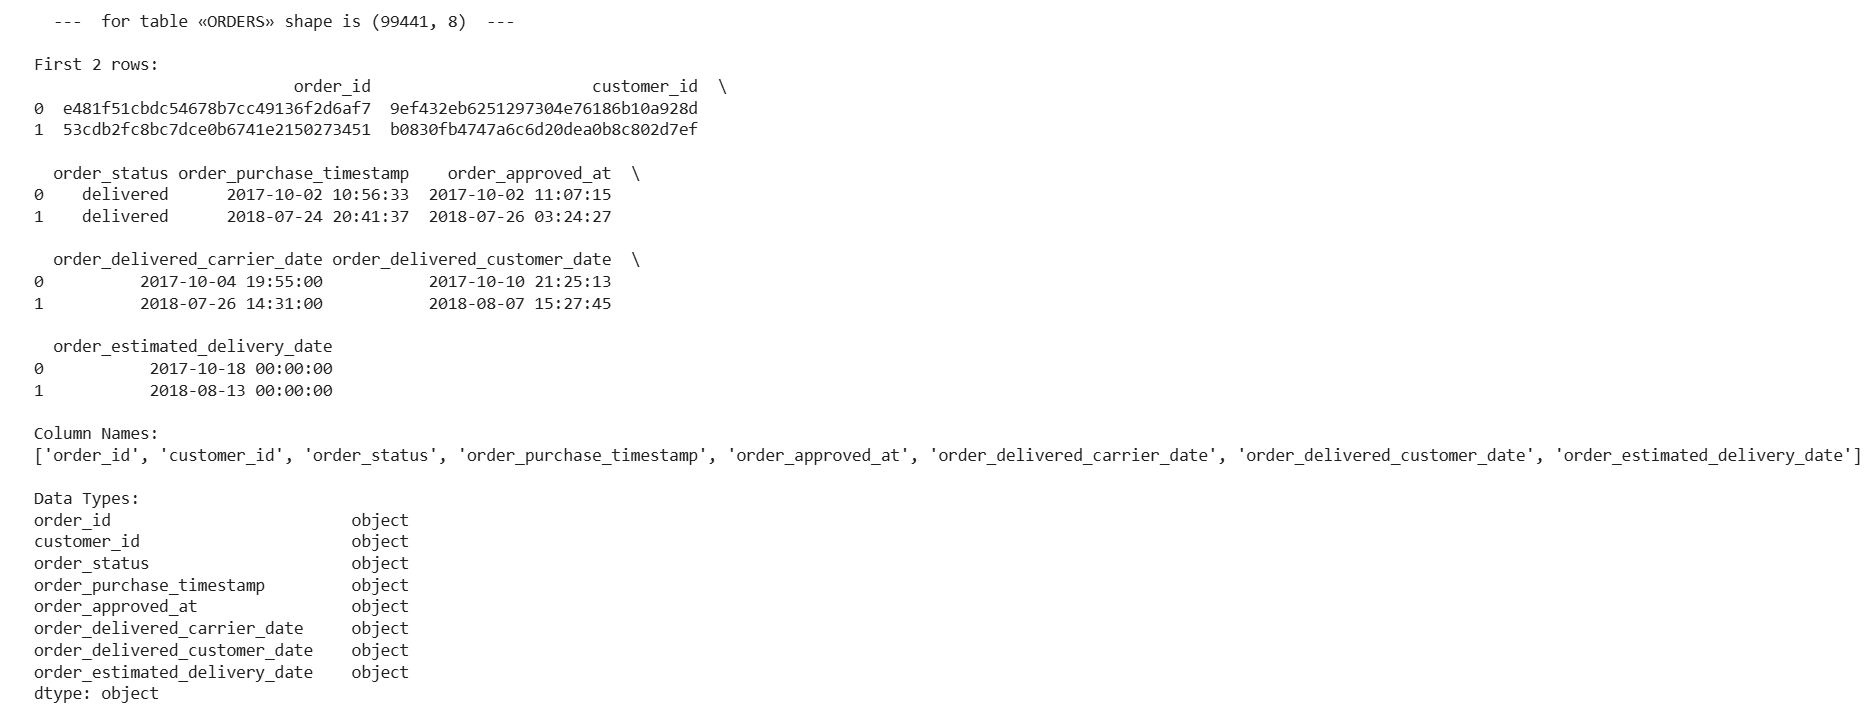 --- for table «ORDERS» shape is (99441, 8) ---
First 2 rows:
order_id customer_id \
0 e481f51cbdc54678b7cc49136f2d6af7 9ef432eb6251297304e76186b10a928d
1 53cdb2fc8bc7dce0b6741e2150273451 b0830fb4747a6c6d20dea0b8c802d7ef
order_status order_purchase_timestamp order_approved_at \
0 delivered 2017-10-02 10:56:33 2017-10-02 11:07:15
1 delivered 2018-07-24 20:41:37 2018-07-26 03:24:27
order_delivered_carrier_date order_delivered_customer_date \
0 2017-10-04 19:55:00 2017-10-10 21:25:13
1 2018-07-26 14:31:00 2018-08-07 15:27:45
order_estimated_delivery_date
0 2017-10-18 00:00:00
1 2018-08-13 00:00:00
Column Names:
['order_id', 'customer_id', 'order_status', 'order_purchase_timestamp', 'order_approved_at', 'order_delivered_carrier_date', 'order_delivered_customer_date', 'order_estimated_delivery_date']
Data Types:
order_id object
customer_id object
order_status object
order_purchase_timestamp object
order_approved_at object
order_delivered_carrier_date object
order_delivered_customer_date object
order_estimated_delivery_date object
dtype: object